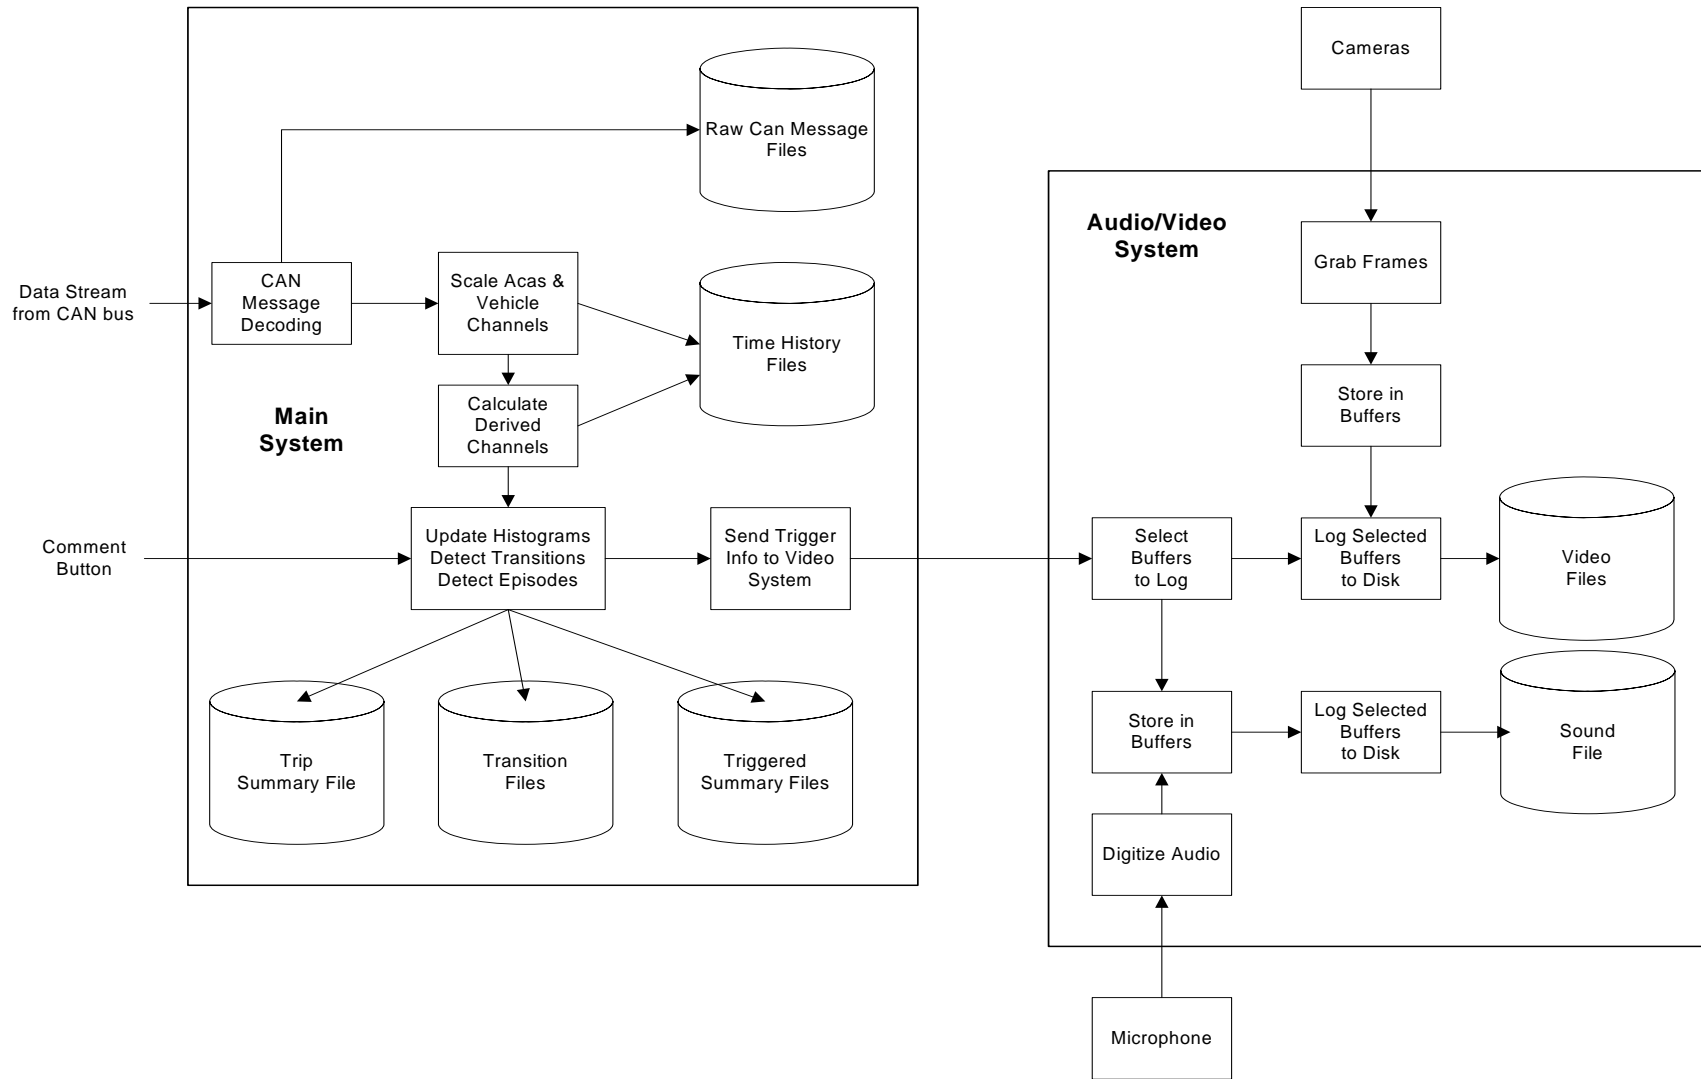 Cameras
Raw Can Message
Files
Audio/Video
System
Grab Frames
Data Stream
from CAN bus
CAN
Message
Decoding
Scale Acas &
Vehicle
Channels
Time History
Files
Main
System
Calculate
Derived
Channels
Store in
Buffers
Comment
Button
Update Histograms
Detect Transitions
Detect Episodes
Send Trigger
Info to Video
System
Select
Buffers
to Log
Log Selected
Buffers
to Disk
Video
Files
Trip
Summary File
Transition
Files
Triggered
Summary Files
Store in
Buffers
Log Selected
Buffers
to Disk
Sound
File
Digitize Audio
Microphone